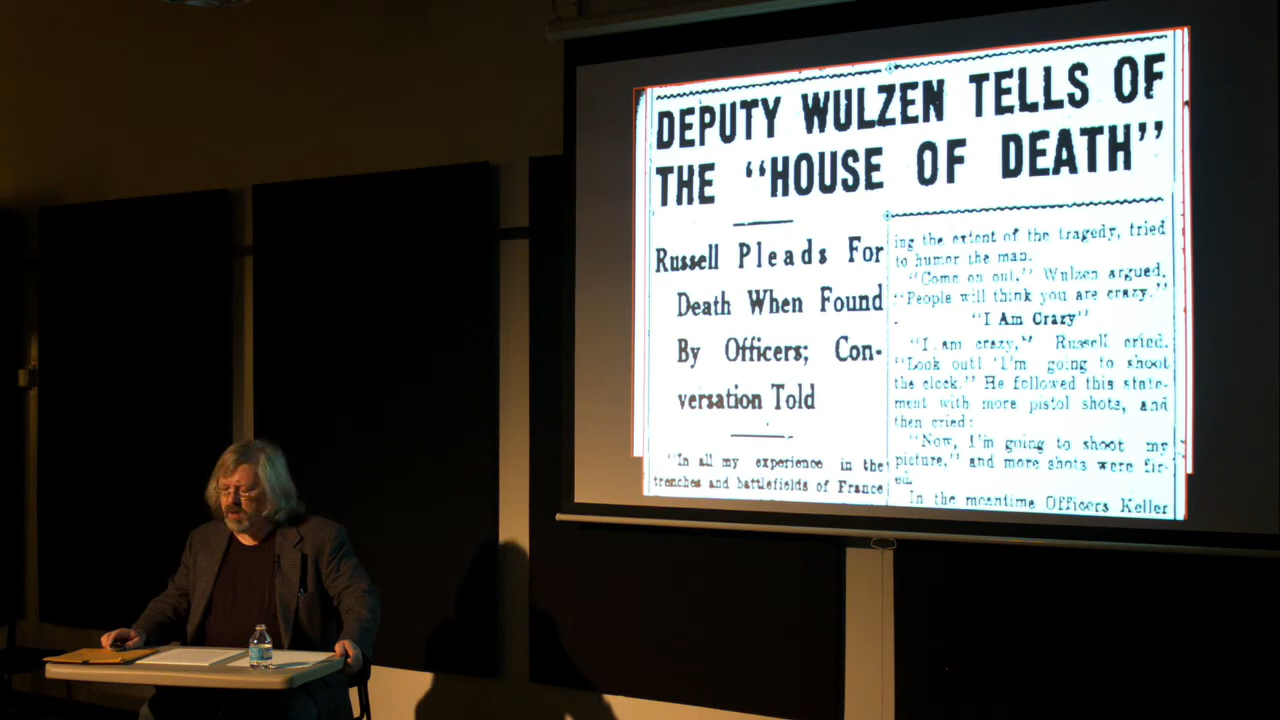 DEPUTY WULZEN TELLS OF
THE "HOUSE OF DEATH"
Russell Pleads For
Death When Found
By Officers; Con-
versation Told
"In all my experience in the
trenches and battlefields of France
ing the extent of the tragedy, tried
to humor the man.
"Come on out," Wulzen argued.
"People will think you are crazy."
"I Am Crazy"
"I am crazy," Russell cried.
"Look out! 'I'm going to shoot
the clock." He followed this state-
ment with more pistol shots, and
then cried:
"Now, I'm going to shoot my
picture," and more shots were fir-
ed.
In the meantime Officers Keller